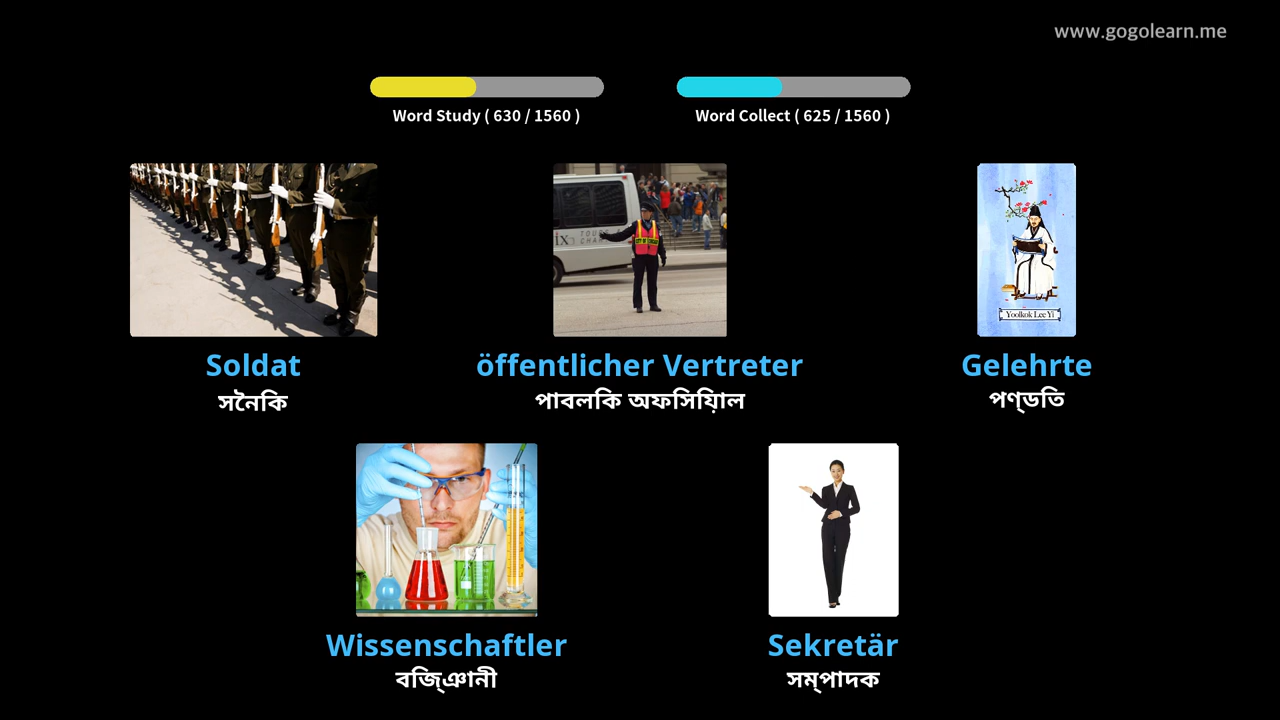 www.gogolearn.me
Word Study ( 630 / 1560 )
Word Collect ( 625 / 1560 )
Soldat
সনৈকি
öffentlicher Vertreter
পাবলকি অফসিয়িাল
Gelehrte
পণ্ডতি
Yoolkok Lee Yi
Wissenschaftler
বজ্ঞিানী
Sekretär
সম্পাদক